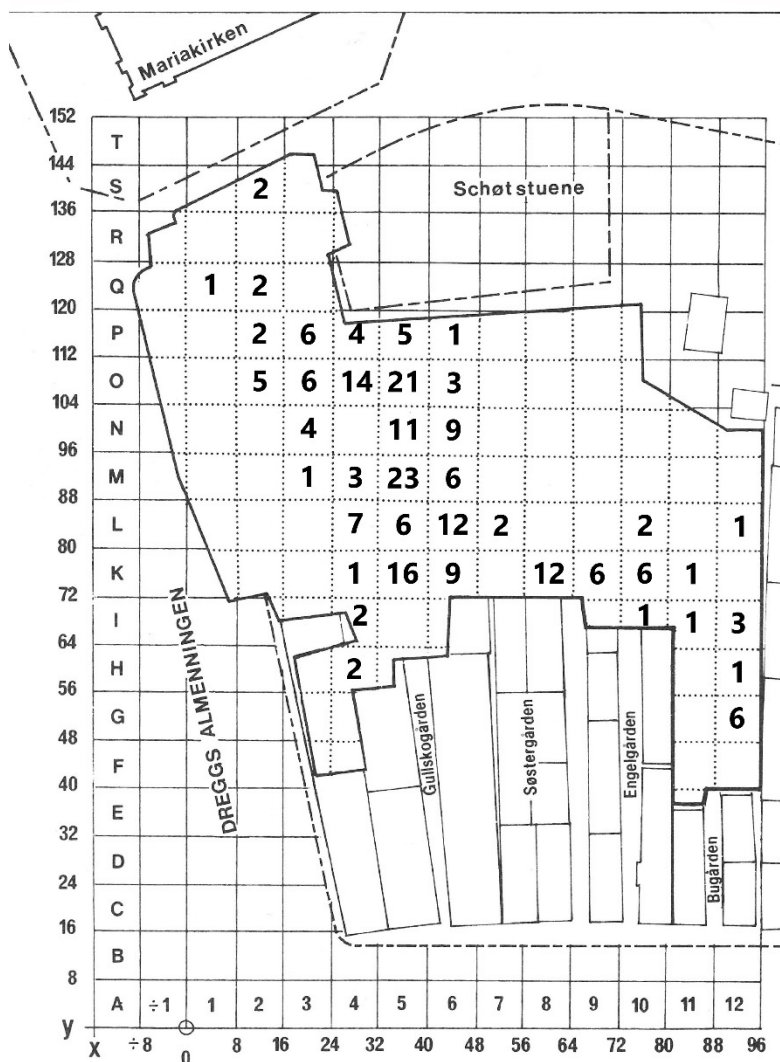 Mariakirken
152
T
144
S 2 Schøtstuene
136
R
128
Q 1 2
120
P 2 6 4 5 1
112
O 5 6 14 21 3
104
N 4 11 9
96
M 1 3 23 6
88
L 7 6 12 2 2 1
80
K 1 16 9 12 6 6 1
72
I 2 1 1 3
64
H 2 1
56
G 6
48
F
40
E
32
D
24
C
16
B
8
DREGGS ALMENNINGEN
Gullskogården
Søstergården
Engelgården
Bugården
A ÷1 1 2 3 4 5 6 7 8 9 10 11 12
y
x ÷8 0 8 16 24 32 40 48 56 64 72 80 88 96